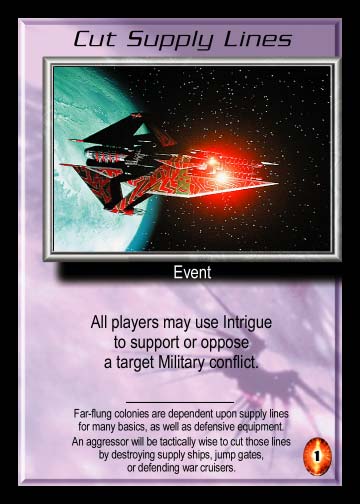 Cut Supply Lines
Event
All players may use Intrigue
to support or oppose
a target Military conflict.
Far-flung colonies are dependent upon supply lines
for many basics, as well as defensive equipment.
An aggressor will be tactically wise to cut those lines
by destroying supply ships, jump gates,
or defending war cruisers.
1